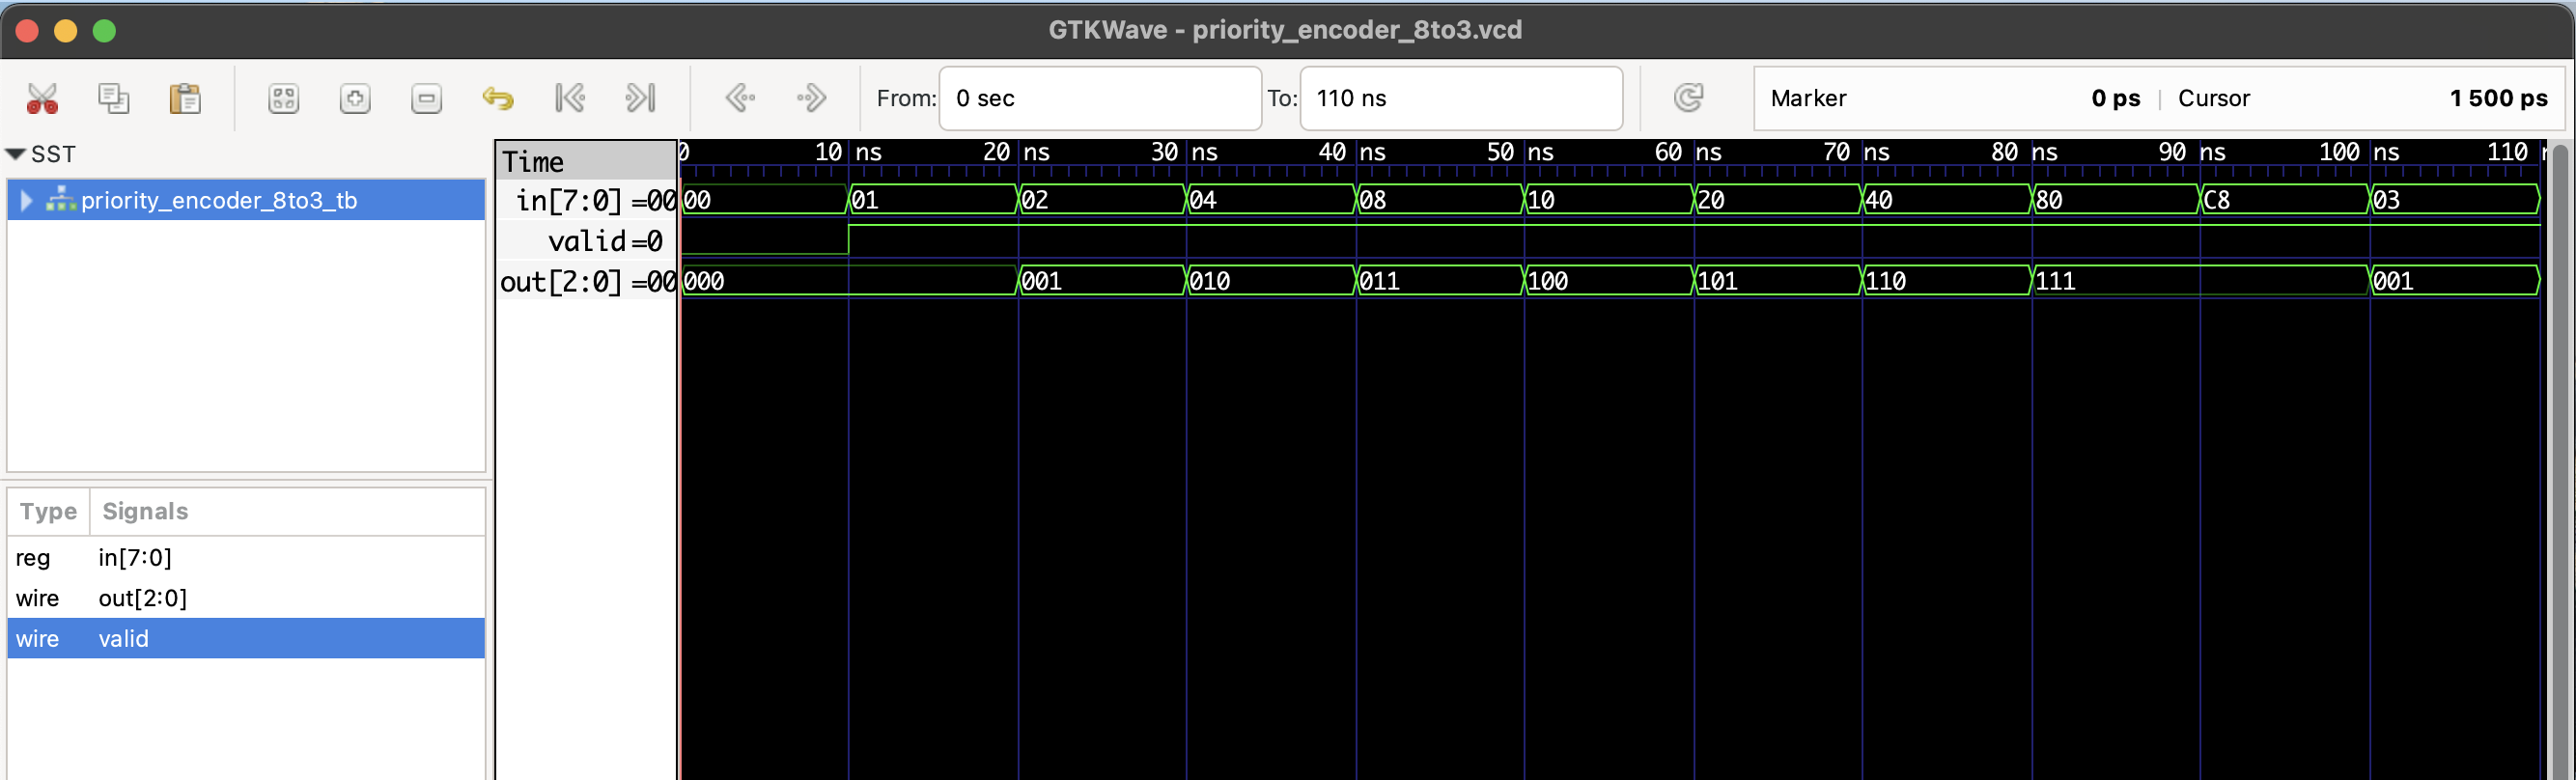 GTKWave - priority_encoder_8to3.vcd
From: 0 sec To: 110 ns Marker 0 ps | Cursor 1 500 ps
SST
priority_encoder_8to3_tb
Type Signals
reg in[7:0]
wire out[2:0]
wire valid
Time 0 10 ns 20 ns 30 ns 40 ns 50 ns 60 ns 70 ns 80 ns 90 ns 100 ns 110
in[7:0] =00 00 01 02 04 08 10 20 40 80 C8 03
valid=0
out[2:0] =00 000 001 010 011 100 101 110 111 001